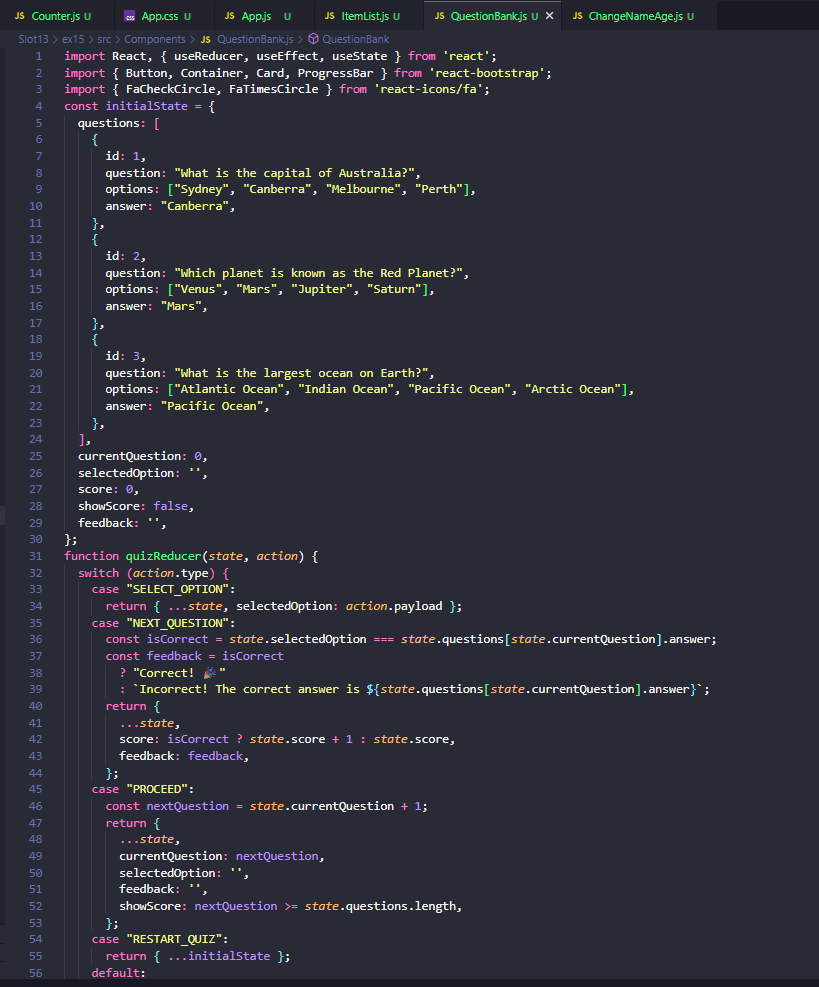 JS Counter.js U css App.css U JS App.js U JS ItemList.js U JS QuestionBank.js U × JS ChangeNameAge.js U
Slot13 > ex15 > src > Components > JS QuestionBank.js > QuestionBank
1 import React, { useReducer, useEffect, useState } from 'react';
2 import { Button, Container, Card, ProgressBar } from 'react-bootstrap';
3 import { FaCheckCircle, FaTimesCircle } from 'react-icons/fa';
4 const initialState = {
5   questions: [
6     {
7       id: 1,
8       question: "What is the capital of Australia?",
9       options: ["Sydney", "Canberra", "Melbourne", "Perth"],
10       answer: "Canberra",
11     },
12     {
13       id: 2,
14       question: "Which planet is known as the Red Planet?",
15       options: ["Venus", "Mars", "Jupiter", "Saturn"],
16       answer: "Mars",
17     },
18     {
19       id: 3,
20       question: "What is the largest ocean on Earth?",
21       options: ["Atlantic Ocean", "Indian Ocean", "Pacific Ocean", "Arctic Ocean"],
22       answer: "Pacific Ocean",
23     },
24   ],
25   currentQuestion: 0,
26   selectedOption: '',
27   score: 0,
28   showScore: false,
29   feedback: '',
30 };
31 function quizReducer(state, action) {
32   switch (action.type) {
33     case "SELECT_OPTION":
34       return { ...state, selectedOption: action.payload };
35     case "NEXT_QUESTION":
36       const isCorrect = state.selectedOption === state.questions[state.currentQuestion].answer;
37       const feedback = isCorrect
38         ? "Correct! 🎉"
39         : `Incorrect! The correct answer is ${state.questions[state.currentQuestion].answer}`;
40       return {
41         ...state,
42         score: isCorrect ? state.score + 1 : state.score,
43         feedback: feedback,
44       };
45     case "PROCEED":
46       const nextQuestion = state.currentQuestion + 1;
47       return {
48         ...state,
49         currentQuestion: nextQuestion,
50         selectedOption: '',
51         feedback: '',
52         showScore: nextQuestion >= state.questions.length,
53       };
54     case "RESTART_QUIZ":
55       return { ...initialState };
56     default: